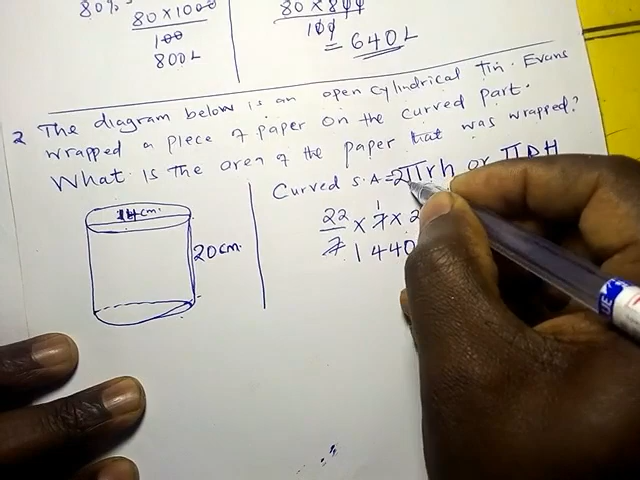 80%
80 x 1000
100
800L
80 x 800
100
= 640L
2 The diagram below is an open cylindrical tin. Evans
wrapped a piece of paper on the curved part.
What is the area of the paper that was wrapped?
14cm.
20cm.
Curved S.A = 2πrh or πDH
22 x 7 x 2
7
1
1440